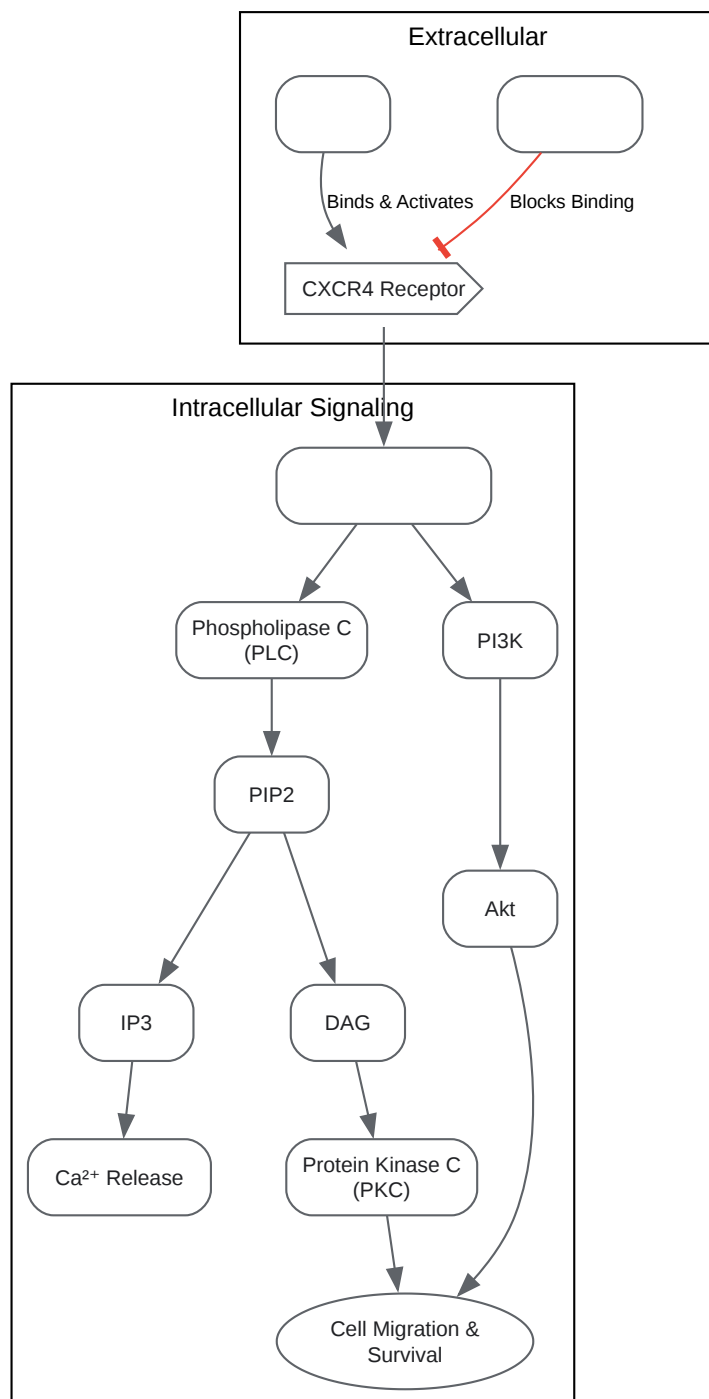 Extracellular
Binds & Activates
Blocks Binding
CXCR4 Receptor
Intracellular Signaling
Phospholipase C
(PLC)
PI3K
PIP2
Akt
IP3
DAG
Ca²⁺ Release
Protein Kinase C
(PKC)
Cell Migration &
Survival